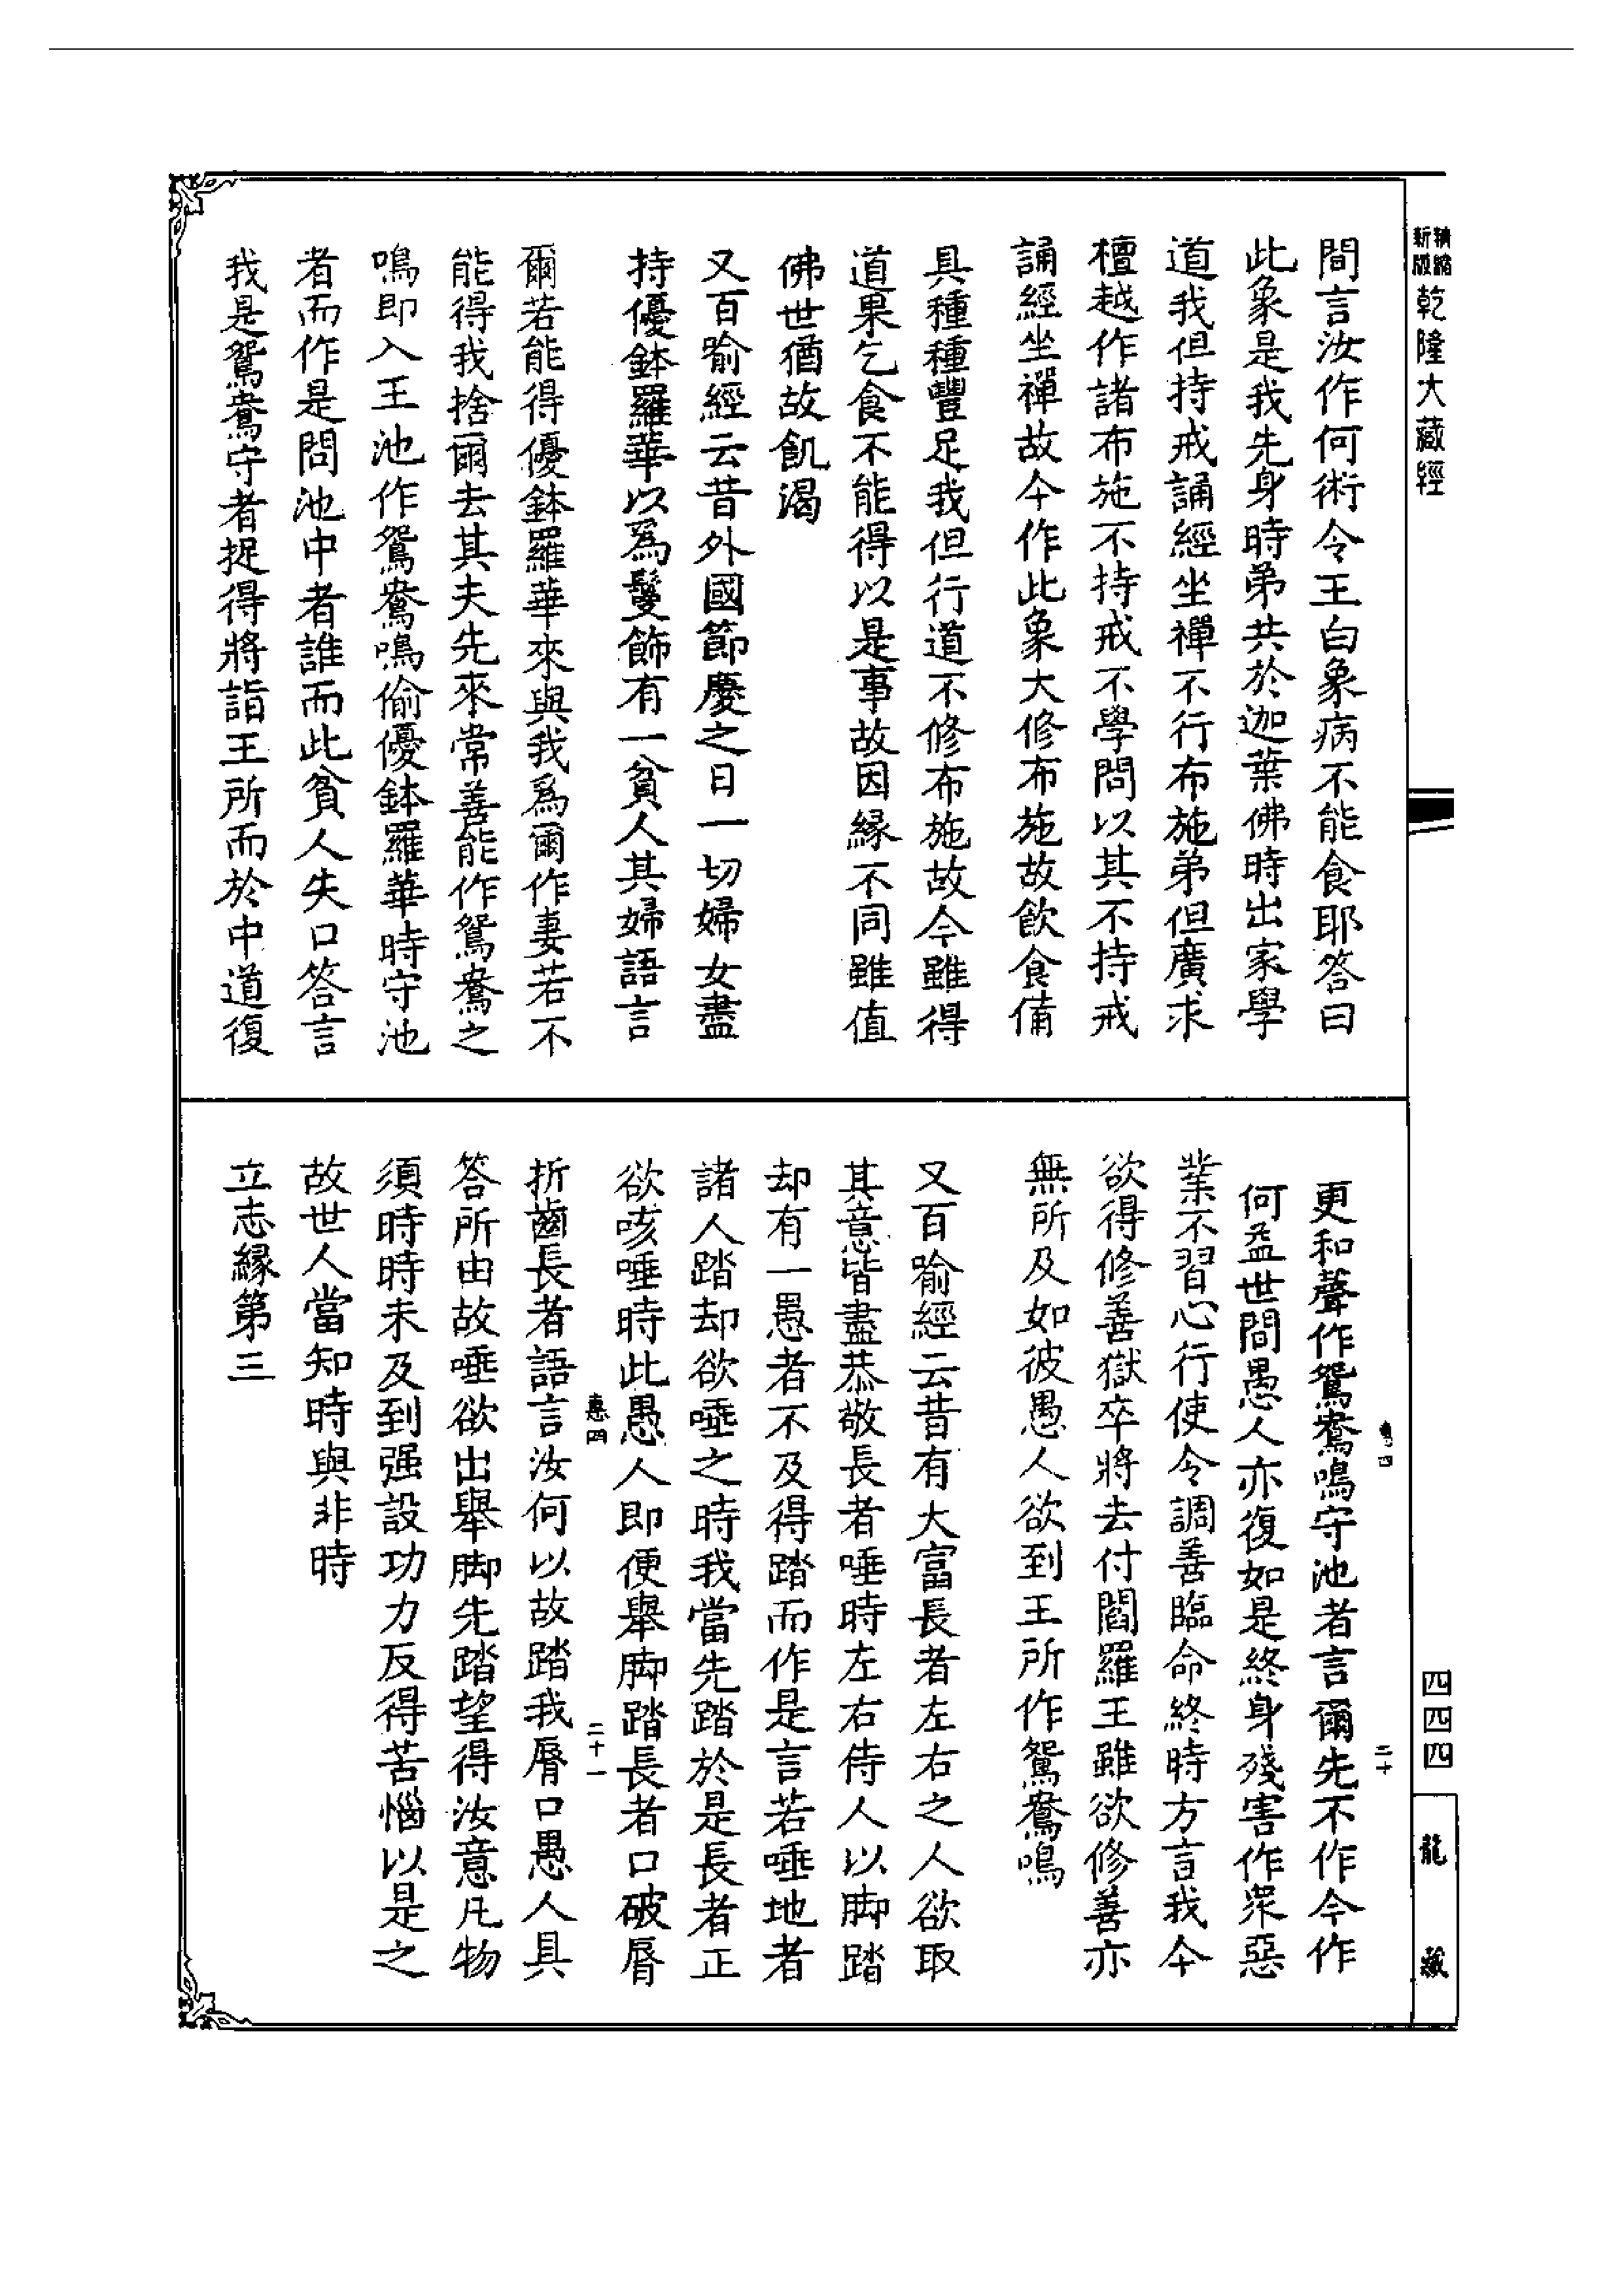 精縮新版乾隆大藏經
問言汝作何術令王白象病不能食耶答曰
此象是我先身時弟共於迦葉佛時出家學
道我但持戒誦經坐禪不行布施弟但廣求
檀越作諸布施不持戒不學問以其不持戒
誦經坐禪故今作此象大修布施故飲食備
具種種豐足我但行道不修布施故今雖得
道果乞食不能得以是事故因緣不同雖值
佛世猶故飢渴
又百喻經云昔外國節慶之日一切婦女盡
持優鉢羅華以為鬘飾有一貧人其婦語言
爾若能得優鉢羅華來與我為爾作妻若不
能得我捨爾去其夫先來常善能作鴛鴦之
鳴即入王池作鴛鴦鳴偷優鉢羅華時守池
者而作是問池中者誰而此貧人失口答言
我是鴛鴦守者捉得將詣王所而於中道復
四四四
龍藏
二十
更和聲作鴛鴦鳴守池者言爾先不作今作
何益世間愚人亦復如是終身殘害作眾惡
業不習心行使令調善臨命終時方言我今
欲得修善獄卒將去付閻羅王雖欲修善亦
無所及如彼愚人欲到王所作鴛鴦鳴
又百喻經云昔有大富長者左右之人欲取
其意皆盡恭敬長者唾時左右侍人以脚踏
却有一愚者不及得踏而作是言若唾地者
諸人踏却欲唾之時我當先踏於是長者正
欲咳唾時此愚人即便舉脚踏長者口破脣
二十一
折齒長者語言汝何以故踏我脣口愚人具
答所由故唾欲出舉脚先踏望得汝意凡物
須時時未及到强設功力反得苦惱以是之
故世人當知時與非時
立志緣第三